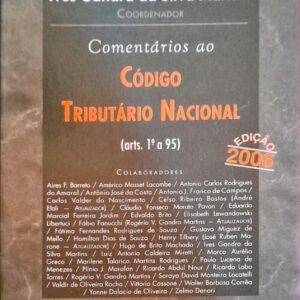 COORDENADOR
Comentários ao
CÓDIGO
TRIBUTÁRIO NACIONAL
(arts. 1º a 95)
EDIÇÃO
2006
COLABORADORES
Aires F. Barreto / Américo Masset Lacombe / Antonio Carlos Rodrigues
do Amaral / Antônio José da Costa / Antonio J. Franco de Campos /
Carlos Valder do Nascimento / Celso Ribeiro Bastos (André
Elali – ATUALIZADOR) / Cláudia Fonseca Morato Pavan / Eduardo
Marcial Ferreira Jardim / Edvaldo Brito / Elisabeth Lewandowski
Libertuci / Fábio Fanucchi (Rogério V. Gandra Martins – ATUALIZADOR)
/ Fátima Fernandes Rodrigues de Souza / Gustavo Miguez de
Mello / Hamilton Dias de Souza / Henry Tilbery (José Ruben Ma-
rone – ATUALIZADOR) / Hugo de Brito Machado / Ives Gandra da
Silva Martins / Luiz Antonio Caldeira Miretti / Marco Aurélio
Greco / Marilene Talarico Martins Rodrigues / Paulo Lucena de
Menezes / Plínio J. Marafon / Ricardo Abdul Nour / Ricardo Lobo
Torres / Rogério V. Gandra Martins / Soraya David Monteiro Locatelli
/ Valdir de Oliveira Rocha / Vittorio Cassone / Walter Barbosa Corrêa
/ Yonne Dolacio de Oliveira / Zelmo Denari